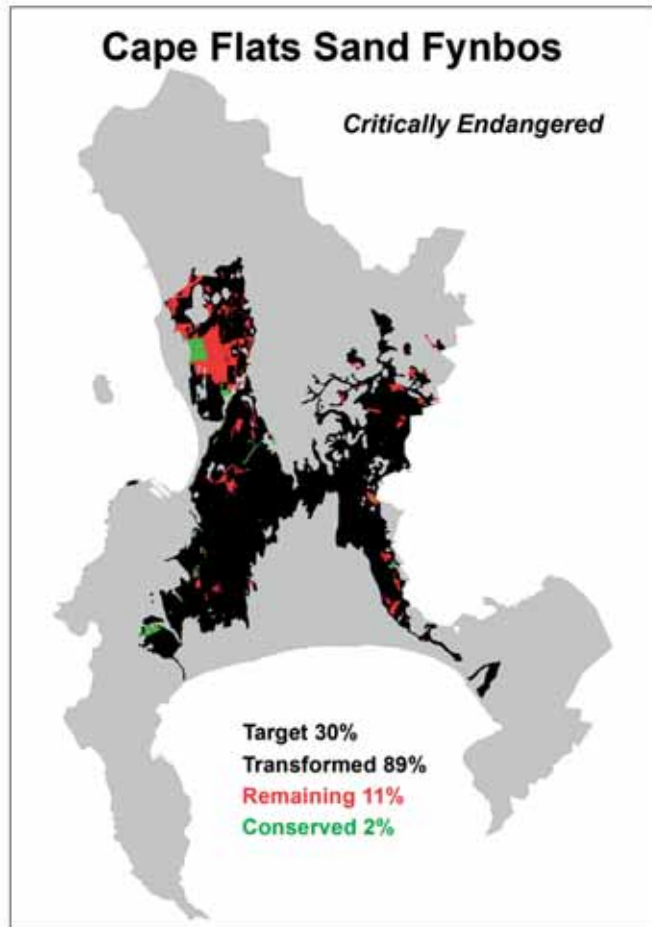 Cape Flats Sand Fynbos
Critically Endangered
Target 30%
Transformed 89%
Remaining 11%
Conserved 2%